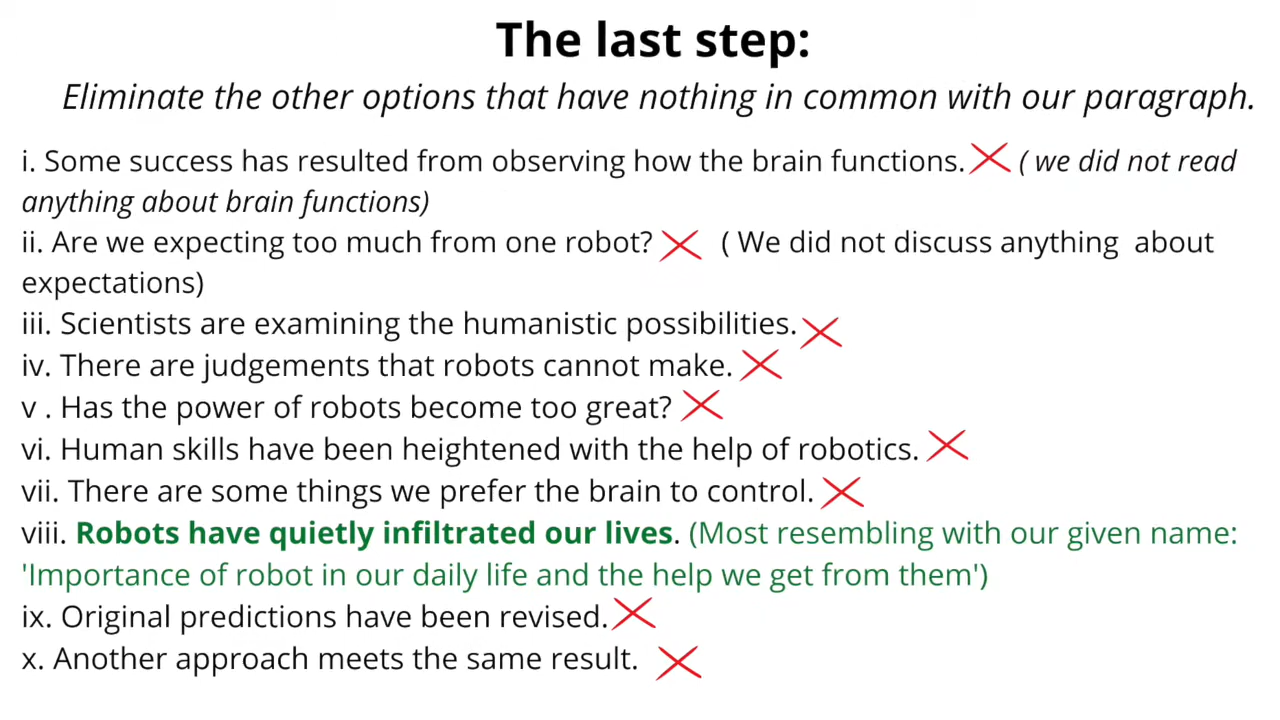 The last step:
Eliminate the other options that have nothing in common with our paragraph.
i. Some success has resulted from observing how the brain functions. ( we did not read
anything about brain functions)
ii. Are we expecting too much from one robot? ( We did not discuss anything about
expectations)
iii. Scientists are examining the humanistic possibilities.
iv. There are judgements that robots cannot make.
v . Has the power of robots become too great?
vi. Human skills have been heightened with the help of robotics.
vii. There are some things we prefer the brain to control.
viii. Robots have quietly infiltrated our lives. (Most resembling with our given name:
'Importance of robot in our daily life and the help we get from them')
ix. Original predictions have been revised.
x. Another approach meets the same result.